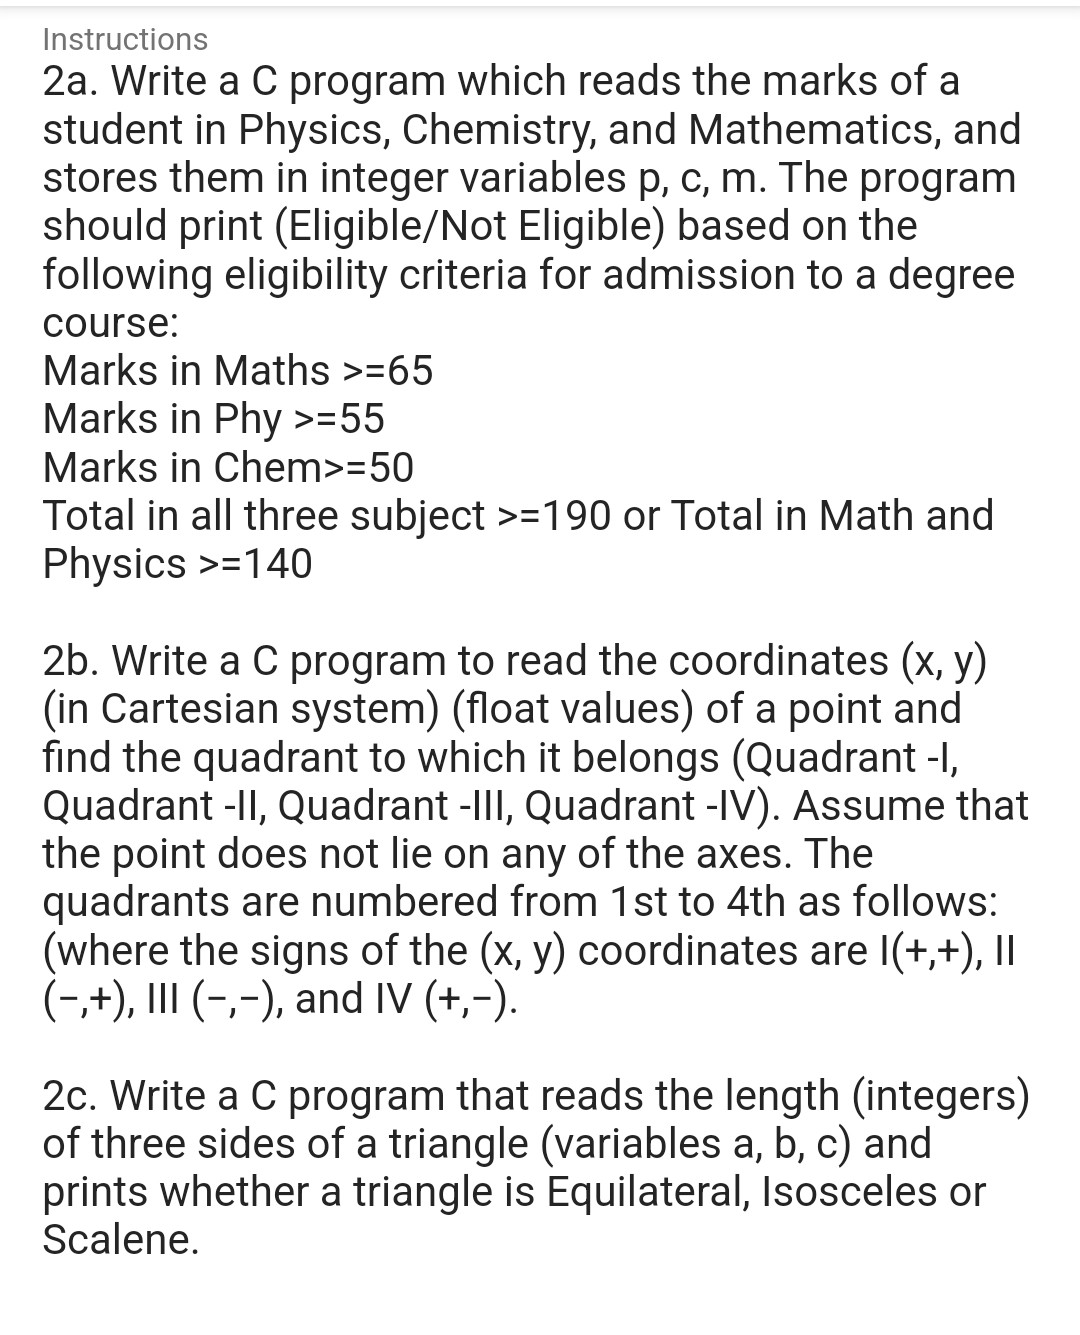 Instructions
2a. Write a C program which reads the marks of a
student in Physics, Chemistry, and Mathematics, and
stores them in integer variables p, c, m. The program
should print (Eligible/Not Eligible) based on the
following eligibility criteria for admission to a degree
course:
Marks in Maths >=65
Marks in Phy >=55
Marks in Chem>=50
Total in all three subject >=190 or Total in Math and
Physics >=140
2b. Write a C program to read the coordinates (x, y)
(in Cartesian system) (float values) of a point and
find the quadrant to which it belongs (Quadrant -I,
Quadrant -II, Quadrant -III, Quadrant -IV). Assume that
the point does not lie on any of the axes. The
quadrants are numbered from 1st to 4th as follows:
(where the signs of the (x, y) coordinates are I(+,+), II
(−,+), III (−,−), and IV (+,−).
2c. Write a C program that reads the length (integers)
of three sides of a triangle (variables a, b, c) and
prints whether a triangle is Equilateral, Isosceles or
Scalene.